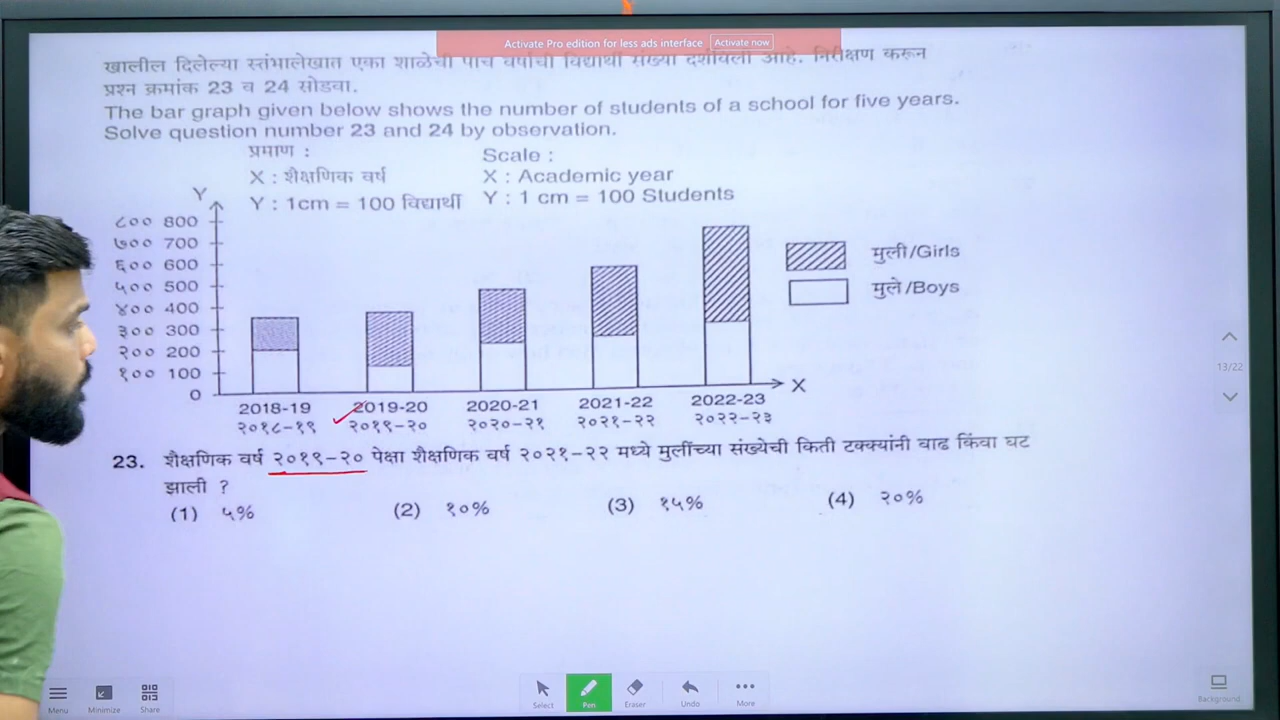 Activate Pro edition for less ads interface Activate now
खालील दिलेल्या स्तंभालेखात एका शाळेची पाच वर्षांची विद्यार्थी संख्या दर्शविली आहे. निरीक्षण करून
प्रश्न क्रमांक 23 व 24 सोडवा.
The bar graph given below shows the number of students of a school for five years.
Solve question number 23 and 24 by observation.
प्रमाण :
X : शैक्षणिक वर्ष
Y : 1cm = 100 विद्यार्थी
Scale :
X : Academic year
Y : 1 cm = 100 Students
Y
८०० 800
७०० 700
६०० 600
५०० 500
४०० 400
३०० 300
२०० 200
१०० 100
0
X
मुली/Girls
मुले/Boys
2018-19 2019-20 2020-21 2021-22 2022-23
२०१८-१९ २०१९-२० २०२०-२१ २०२१-२२ २०२२-२३
13/22
23. शैक्षणिक वर्ष २०१९-२० पेक्षा शैक्षणिक वर्ष २०२१-२२ मध्ये मुलींच्या संख्येची किती टक्क्यांनी वाढ किंवा घट
झाली ?
(1) ५% (2) १०% (3) १५% (4) २०%
Menu Minimize Share Select Pen Eraser Undo More Background